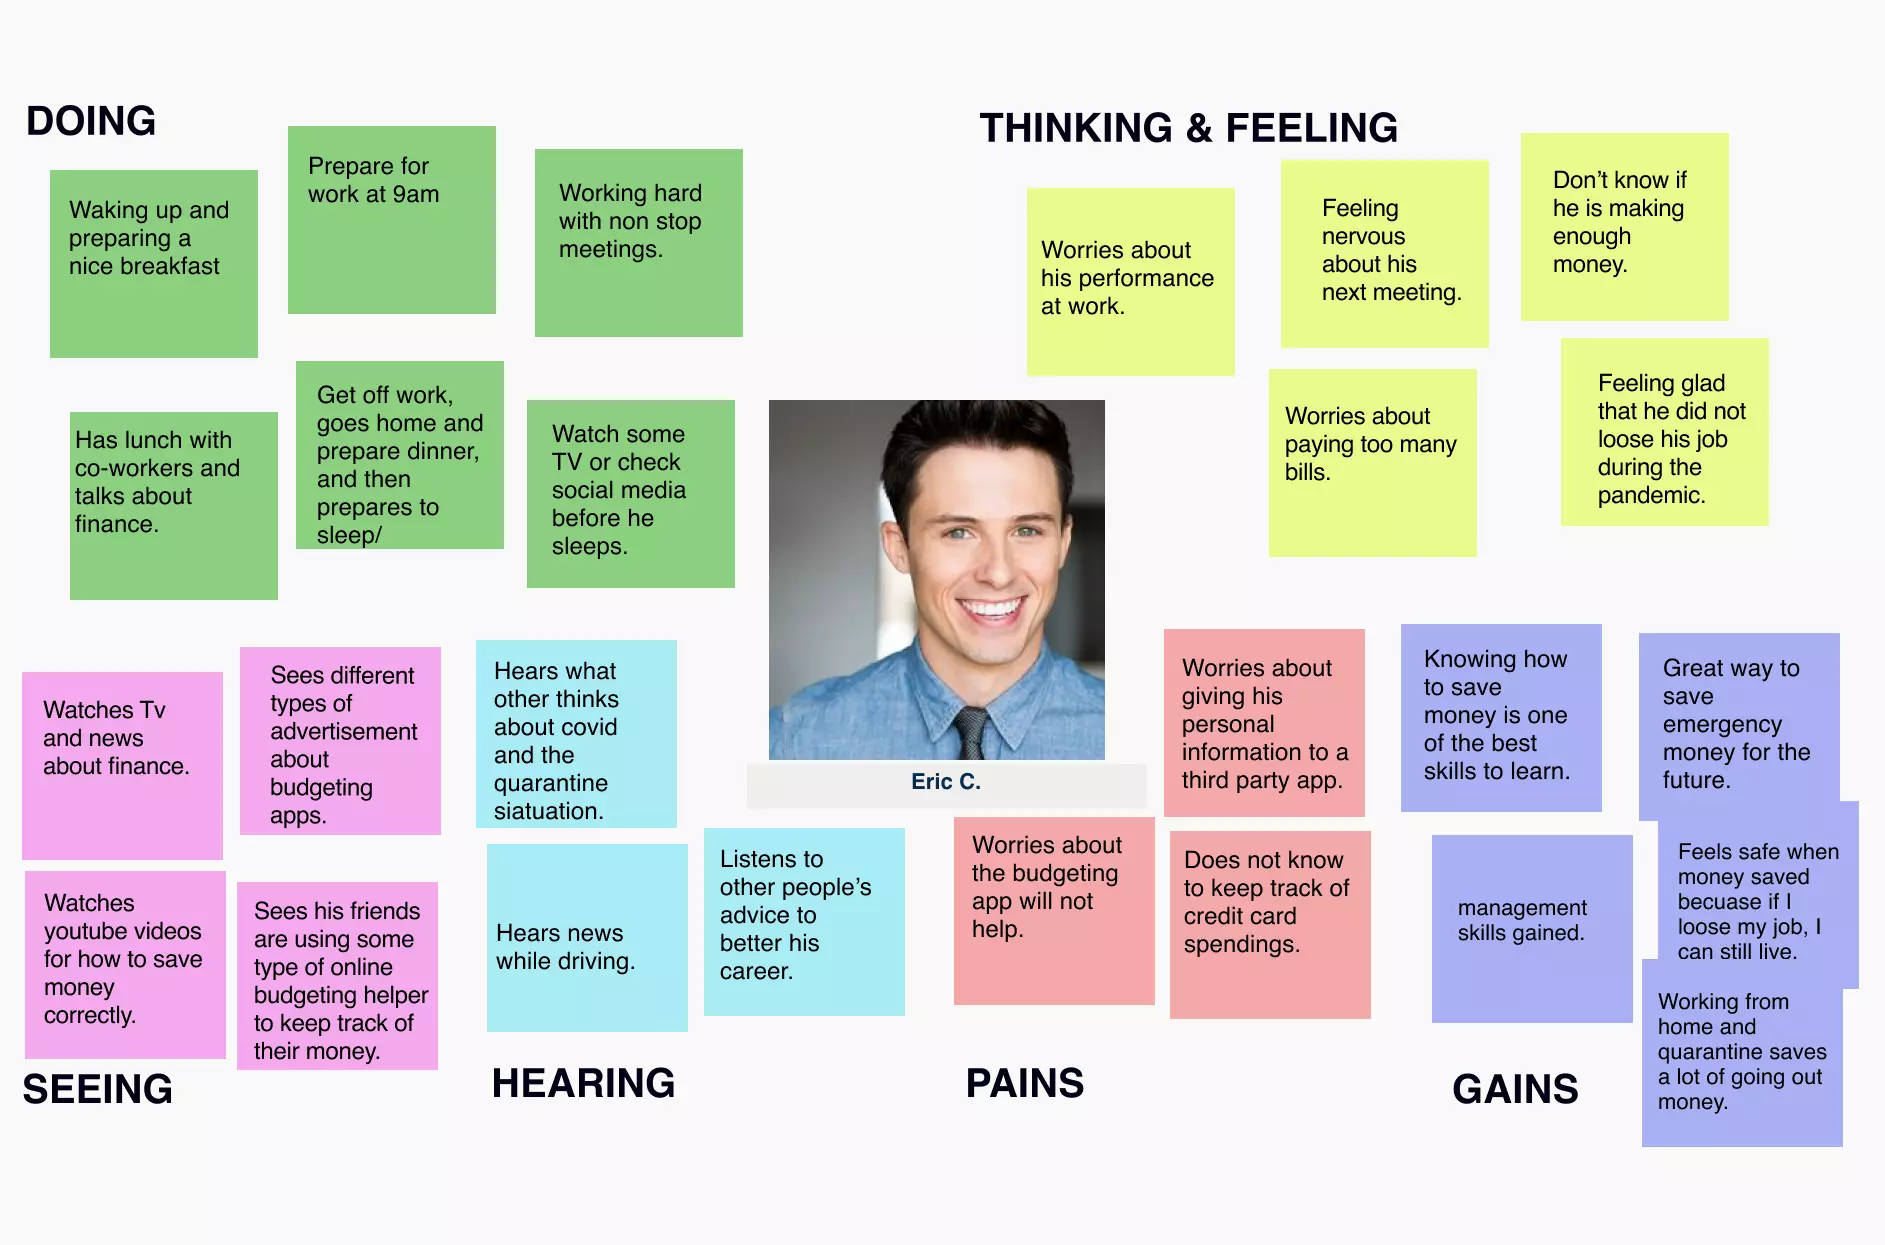 DOING
Waking up and
preparing a
nice breakfast
Prepare for
work at 9am
Working hard
with non stop
meetings.
Has lunch with
co-workers and
talks about
finance.
Get off work,
goes home and
prepare dinner,
and then
prepares to
sleep/
Watch some
TV or check
social media
before he
sleeps.
THINKING & FEELING
Worries about
his performance
at work.
Feeling
nervous
about his
next meeting.
Don’t know if
he is making
enough
money.
Worries about
paying too many
bills.
Feeling glad
that he did not
loose his job
during the
pandemic.
Eric C.
Watches Tv
and news
about finance.
Sees different
types of
advertisement
about
budgeting
apps.
Watches
youtube videos
for how to save
money
correctly.
Sees his friends
are using some
type of online
budgeting helper
to keep track of
their money.
SEEING
Hears what
other thinks
about covid
and the
quarantine
siatuation.
Hears news
while driving.
Listens to
other people’s
advice to
better his
career.
HEARING
Worries about
giving his
personal
information to a
third party app.
Worries about
the budgeting
app will not
help.
Does not know
to keep track of
credit card
spendings.
PAINS
Knowing how
to save
money is one
of the best
skills to learn.
Great way to
save
emergency
money for the
future.
management
skills gained.
Feels safe when
money saved
becuase if I
loose my job, I
can still live.
Working from
home and
quarantine saves
a lot of going out
money.
GAINS